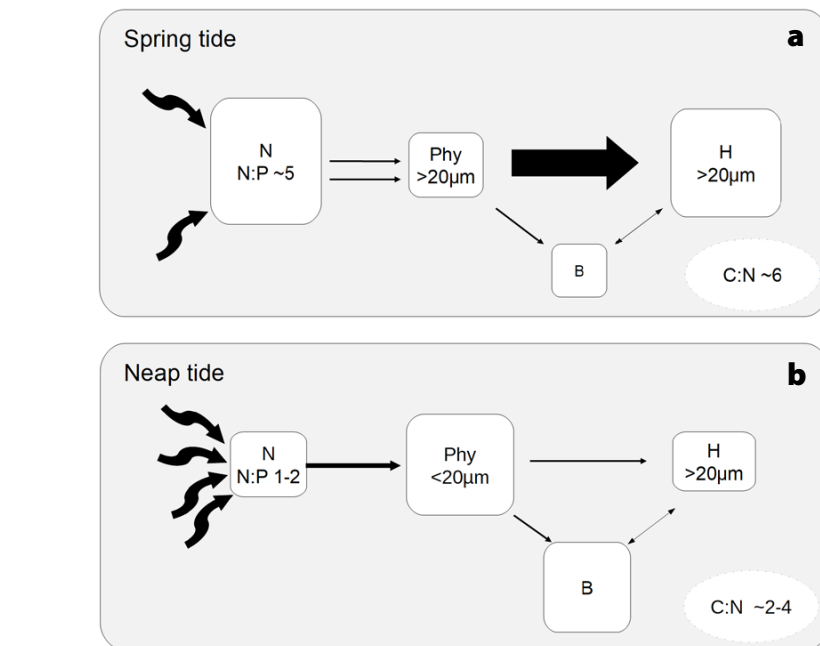 Spring tide
a
N
N:P ~5
Phy
>20µm
H
>20µm
B
C:N ~6
Neap tide
b
N
N:P 1-2
Phy
<20µm
H
>20µm
B
C:N ~2-4